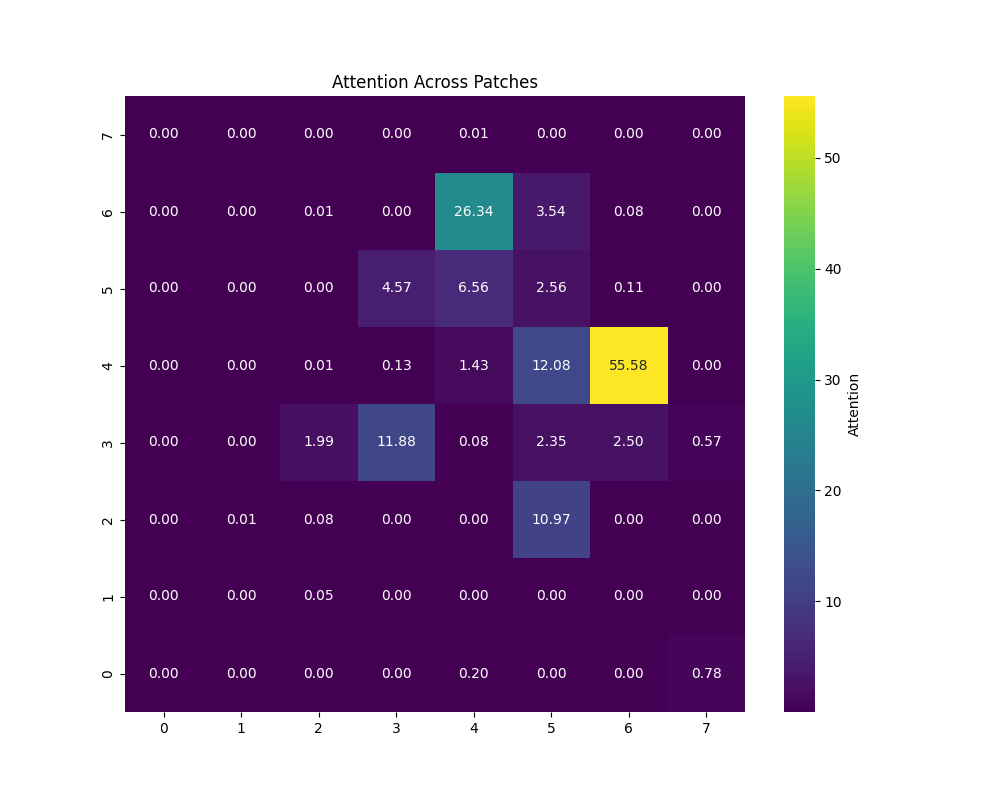 Attention Across Patches
7 0.00 0.00 0.00 0.00 0.01 0.00 0.00 0.00
6 0.00 0.00 0.01 0.00 26.34 3.54 0.08 0.00
5 0.00 0.00 0.00 4.57 6.56 2.56 0.11 0.00
4 0.00 0.00 0.01 0.13 1.43 12.08 55.58 0.00
3 0.00 0.00 1.99 11.88 0.08 2.35 2.50 0.57
2 0.00 0.01 0.08 0.00 0.00 10.97 0.00 0.00
1 0.00 0.00 0.05 0.00 0.00 0.00 0.00 0.00
0 0.00 0.00 0.00 0.00 0.20 0.00 0.00 0.78
0 1 2 3 4 5 6 7
50
40
30
20
10
Attention